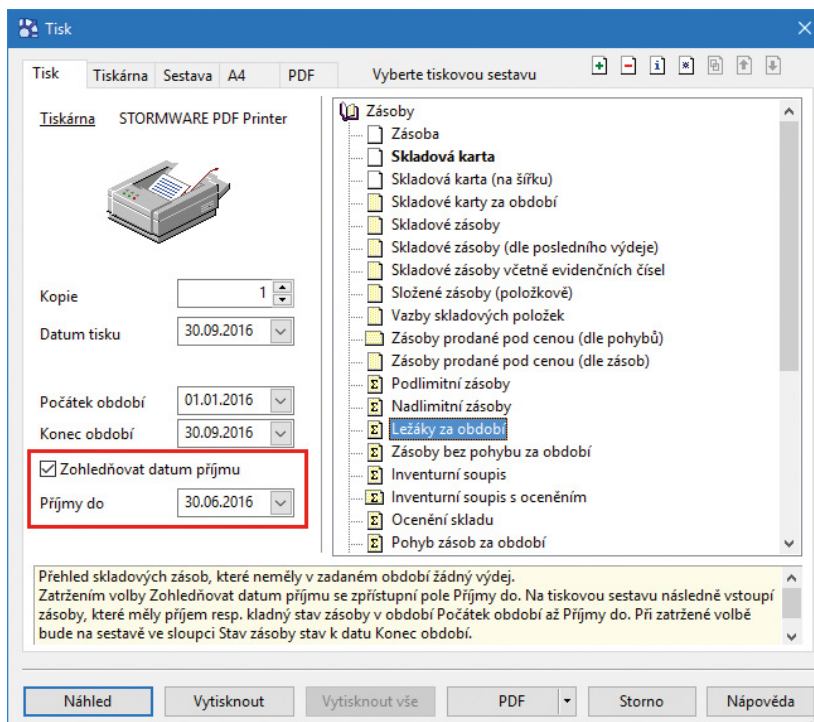 Tisk
Tisk Tiskárna Sestava A4 PDF Vyberte tiskovou sestavu
Tiskárna STORMWARE PDF Printer
Kopie 1
Datum tisku 30.09.2016
Počátek období 01.01.2016
Konec období 30.09.2016
Zohledňovat datum příjmu
Příjmy do 30.06.2016
Zásoby
Zásoba
Skladová karta
Skladová karta (na šířku)
Skladové karty za období
Skladové zásoby
Skladové zásoby (dle posledního výdeje)
Skladové zásoby včetně evidenčních čísel
Složené zásoby (položkově)
Vazby skladových položek
Zásoby prodané pod cenou (dle pohybů)
Zásoby prodané pod cenou (dle zásob)
Podlimitní zásoby
Nadlimitní zásoby
Ležáky za období
Zásoby bez pohybu za období
Inventurní soupis
Inventurní soupis s oceněním
Ocenění skladu
Pohyb zásob za období
Přehled skladových zásob, které neměly v zadaném období žádný výdej.
Zatržením volby Zohledňovat datum příjmu se zpřístupní pole Příjmy do. Na tiskovou sestavu následně vstoupí
zásoby, které měly příjem resp. kladný stav zásoby v období Počátek období až Příjmy do. Při zatržené volbě
bude na sestavě ve sloupci Stav zásoby stav k datu Konec období.
Náhled Vytisknout Vytisknout vše PDF Storno Nápověda